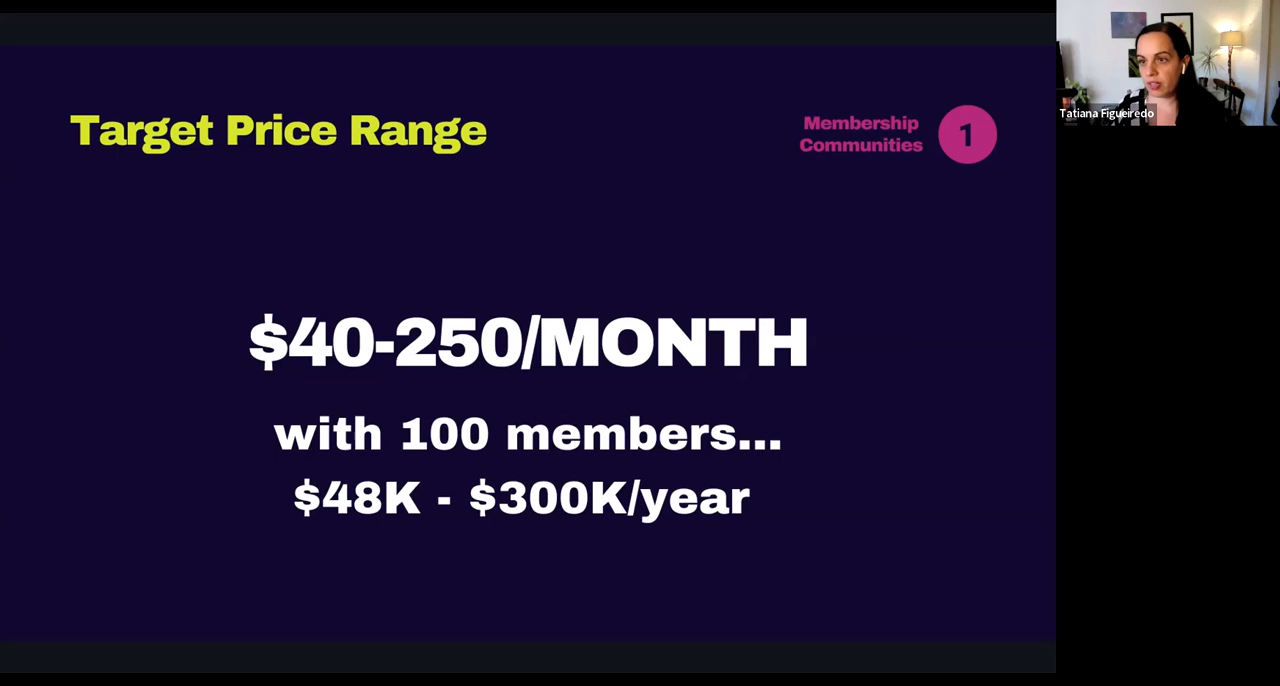 Target Price Range
Membership
Communities
1
$40-250/MONTH
with 100 members...
$48K - $300K/year
Tatiana Figueiredo